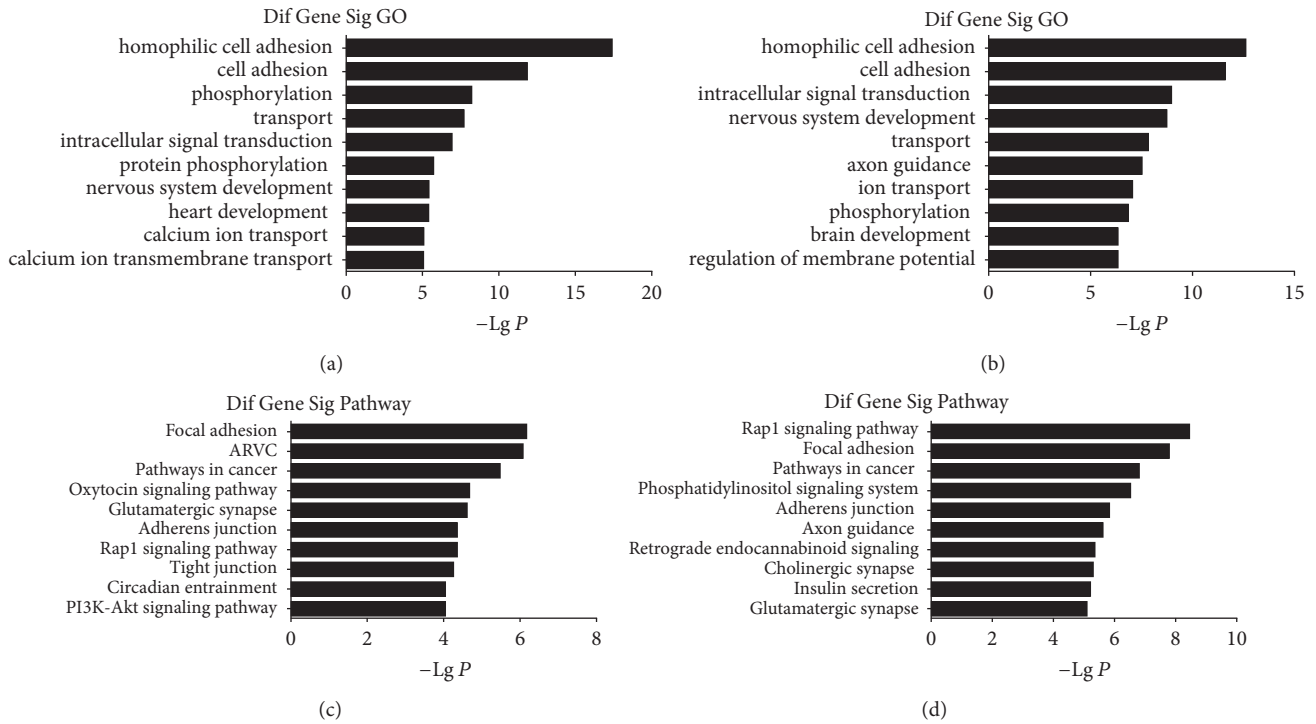 Dif Gene Sig GO
homophilic cell adhesion
cell adhesion
phosphorylation
transport
intracellular signal transduction
protein phosphorylation
nervous system development
heart development
calcium ion transport
calcium ion transmembrane transport
0 5 10 15 20
−Lg P
(a)
Dif Gene Sig GO
homophilic cell adhesion
cell adhesion
intracellular signal transduction
nervous system development
transport
axon guidance
ion transport
phosphorylation
brain development
regulation of membrane potential
0 5 10 15
−Lg P
(b)
Dif Gene Sig Pathway
Focal adhesion
ARVC
Pathways in cancer
Oxytocin signaling pathway
Glutamatergic synapse
Adherens junction
Rap1 signaling pathway
Tight junction
Circadian entrainment
PI3K-Akt signaling pathway
0 2 4 6 8
−Lg P
(c)
Dif Gene Sig Pathway
Rap1 signaling pathway
Focal adhesion
Pathways in cancer
Phosphatidylinositol signaling system
Adherens junction
Axon guidance
Retrograde endocannabinoid signaling
Cholinergic synapse
Insulin secretion
Glutamatergic synapse
0 2 4 6 8 10
−Lg P
(d)